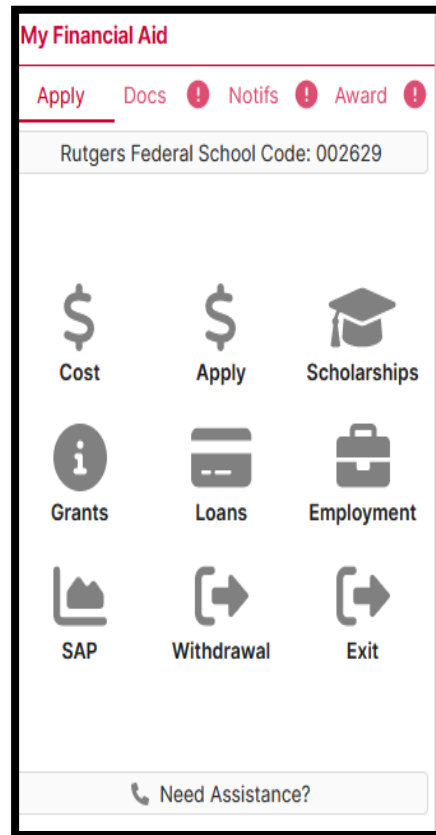 My Financial Aid
Apply Docs ! Notifs ! Award !
Rutgers Federal School Code: 002629
Cost Apply Scholarships
Grants Loans Employment
SAP Withdrawal Exit
Need Assistance?